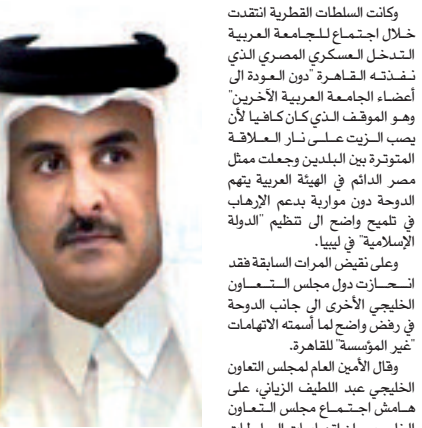 وكانت السلطات القطرية انتقدت
خلال اجتماع للجامعة العربية
التدخل العسكري المصري الذي
نفذته القاهرة "دون العودة الى
أعضاء الجامعة العربية الآخرين"
وهو الموقف الذي كان كافيا لأن
يصب الزيت على نار العلاقة
المتوترة بين البلدين وجعلت ممثل
مصر الدائم في الهيئة العربية يتهم
الدوحة دون مواربة بدعم الإرهاب
في تلميح واضح الى تنظيم "الدولة
الإسلامية" في ليبيا.
وعلى نقيض المرات السابقة فقد
انحازت دول مجلس التعاون
الخليجي الأخرى الى جانب الدوحة
في رفض واضح لما أسمته الاتهامات
"غير المؤسسة" للقاهرة.
وقال الأمين العام لمجلس التعاون
الخليجي عبد اللطيف الزياني، على
هامش اجتماع مجلس التعاون